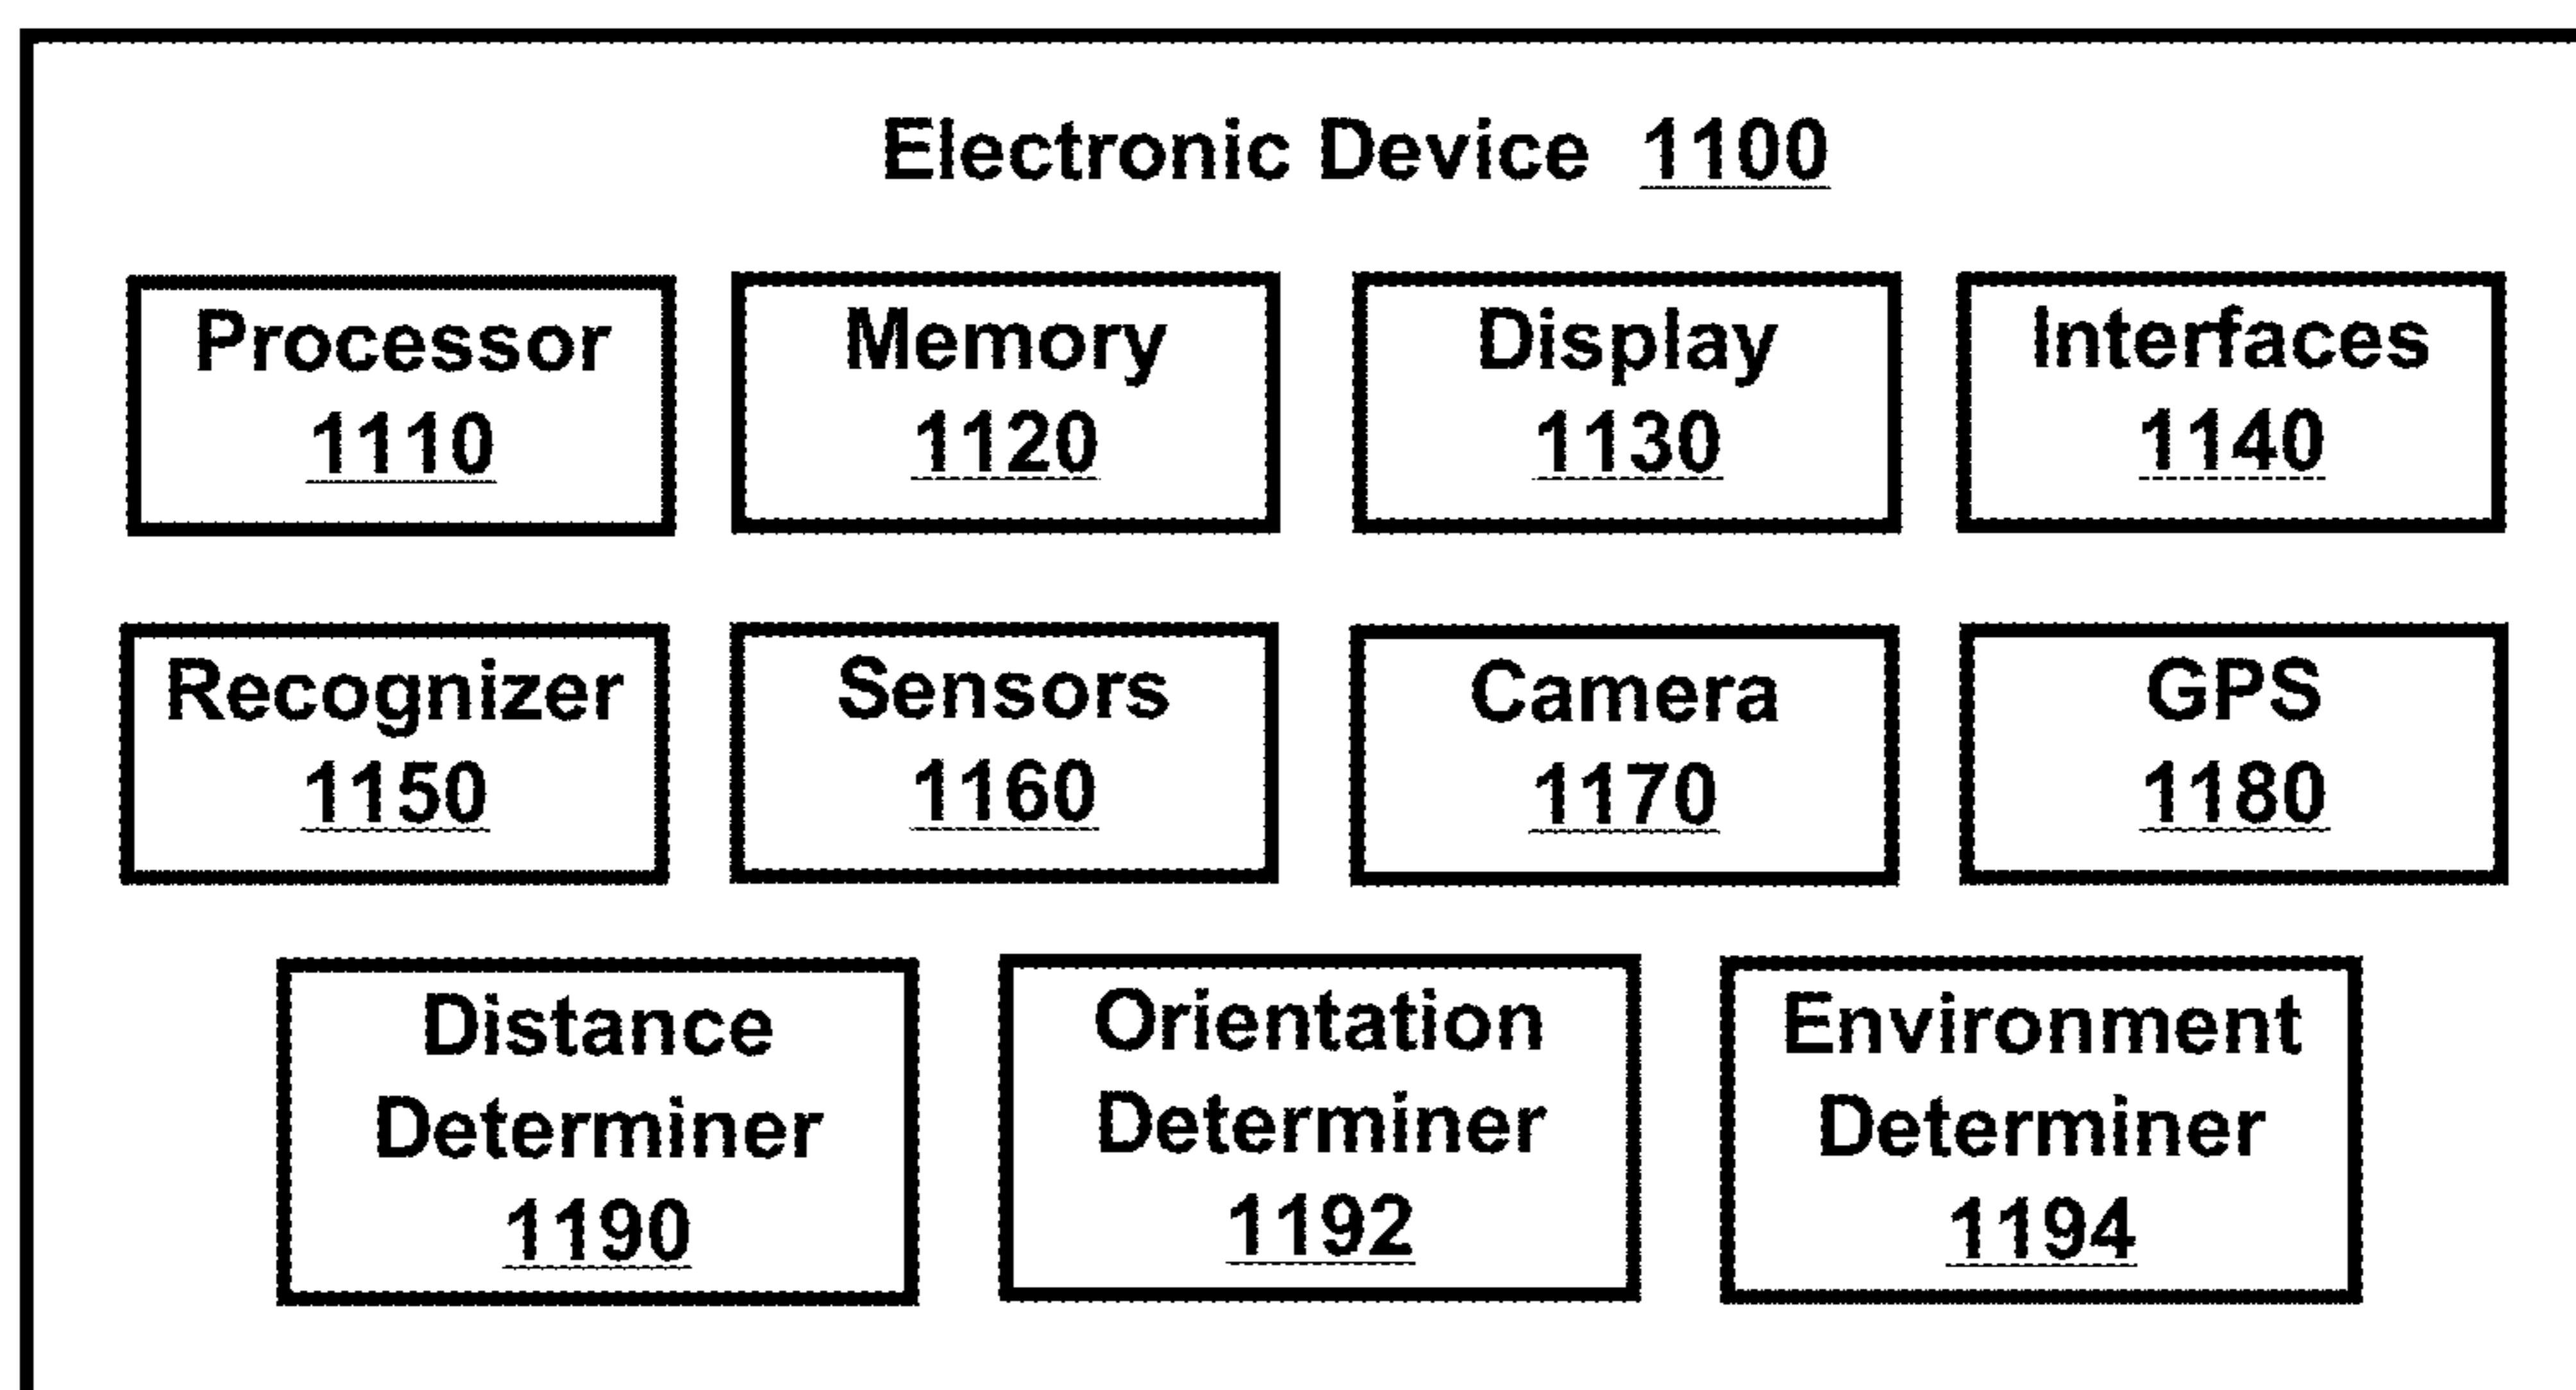 Electronic Device 1100
Processor
1110
Memory
1120
Display
1130
Interfaces
1140
Recognizer
1150
Sensors
1160
Camera
1170
GPS
1180
Distance
Determiner
1190
Orientation
Determiner
1192
Environment
Determiner
1194